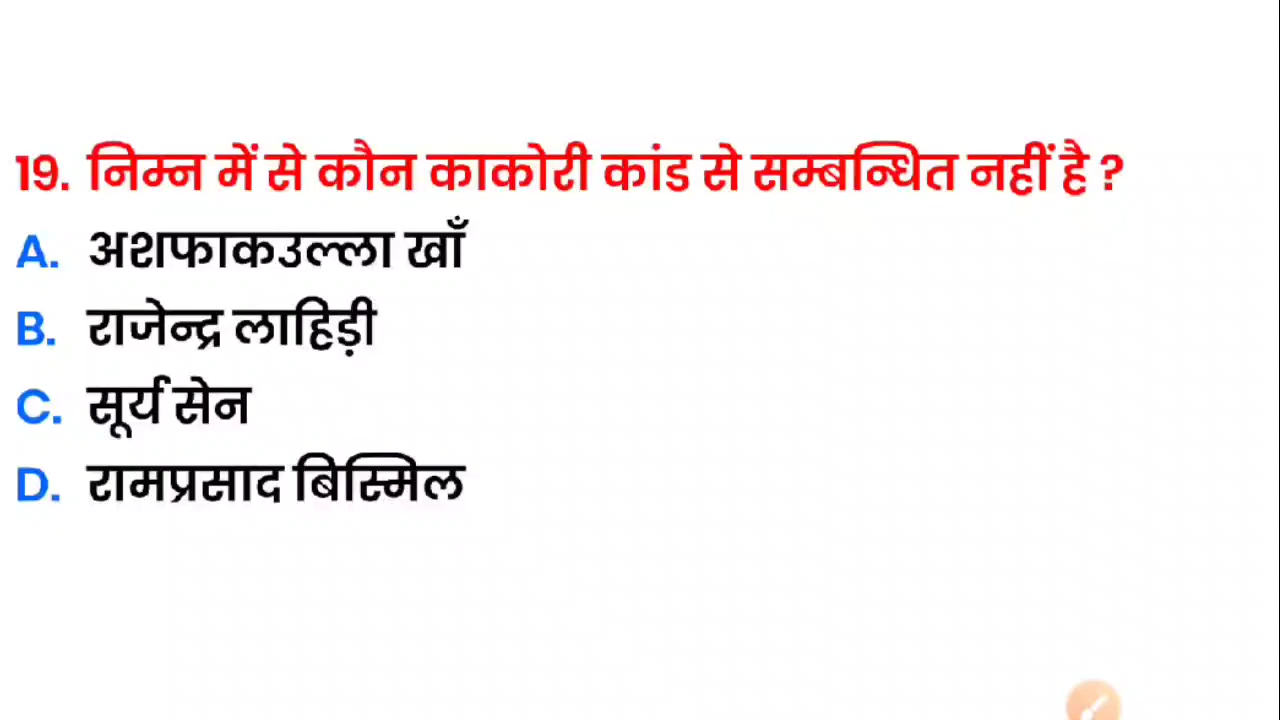 19. निम्न में से कौन काकोरी कांड से सम्बन्धित नहीं है ?
A. अशफाकउल्ला खाँ
B. राजेन्द्र लाहिड़ी
C. सूर्य सेन
D. रामप्रसाद बिस्मिल